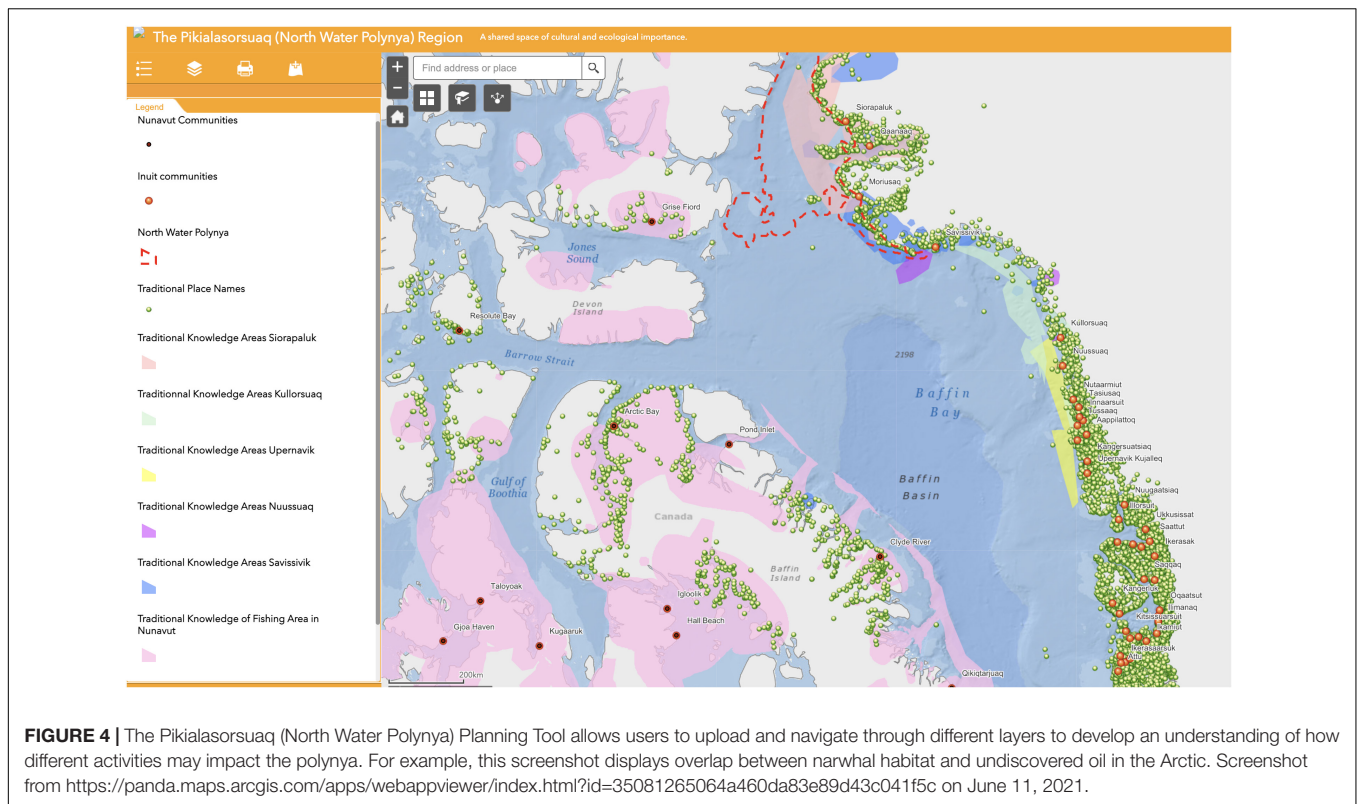 The Pikialasorsuaq (North Water Polynya) Region
A shared space of cultural and ecological importance.
Find address or place
Legend
Nunavut Communities
Inuit communities
North Water Polynya
Traditional Place Names
Traditional Knowledge Areas Siorapaluk
Traditionnal Knowledge Areas Kullorsuaq
Traditional Knowledge Areas Upernavik
Traditional Knowledge Areas Nuussuaq
Traditional Knowledge Areas Savissivik
Traditional Knowledge of Fishing Area in
Nunavut
Siorapaluk
Qaanaaq
Moriusaq
Grise Fiord
Savissivik
Jones
Sound
Devon
Island
Resolute Bay
Barrow Strait
Kullorsuaq
Nuussuaq
2198
Baffin
Bay
Nutaarmiut
Tasiusaq
Innaarsuit
Tussaaq
Aappilattoq
Arctic Bay
Pond Inlet
Kangersuatsiaq
Upernavik Kujalleq
Gulf of
Boothia
Baffin
Basin
Nuugaatsiaq
Illorsuit
Ukkusissat
Canada
Saattut
Ikerasak
Clyde River
Baffin
Island
Saqqaq
Kangerluk
Oqaatsut
Ilimanaq
Kitsissuarsuit
Ikamiut
Ikerasaarsuk
Attu
Taloyoak
Igloolik
Hall Beach
Gjoa Haven
Kugaaruk
Qikiqtarjuaq
200km
FIGURE 4 | The Pikialasorsuaq (North Water Polynya) Planning Tool allows users to upload and navigate through different layers to develop an understanding of how
different activities may impact the polynya. For example, this screenshot displays overlap between narwhal habitat and undiscovered oil in the Arctic. Screenshot
from https://panda.maps.arcgis.com/apps/webappviewer/index.html?id=35081265064a460da83e89d43c041f5c on June 11, 2021.